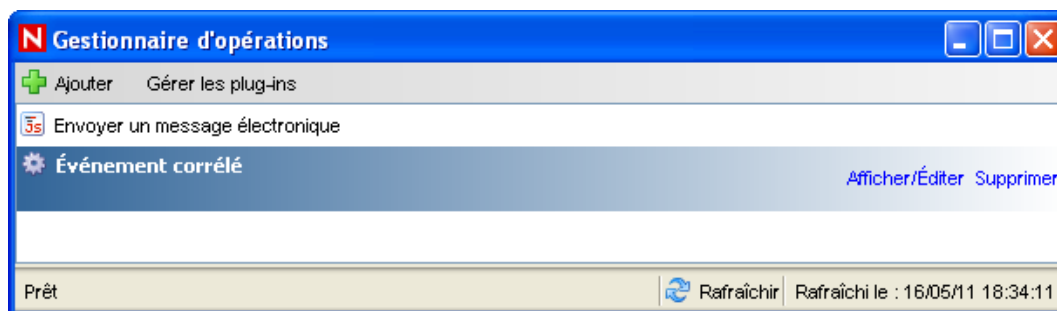 N Gestionnaire d'opérations
Ajouter Gérer les plug-ins
Js Envoyer un message électronique
Événement corrélé
Afficher/Éditer Supprimer
Prêt Rafraîchir Rafraîchi le : 16/05/11 18:34:11